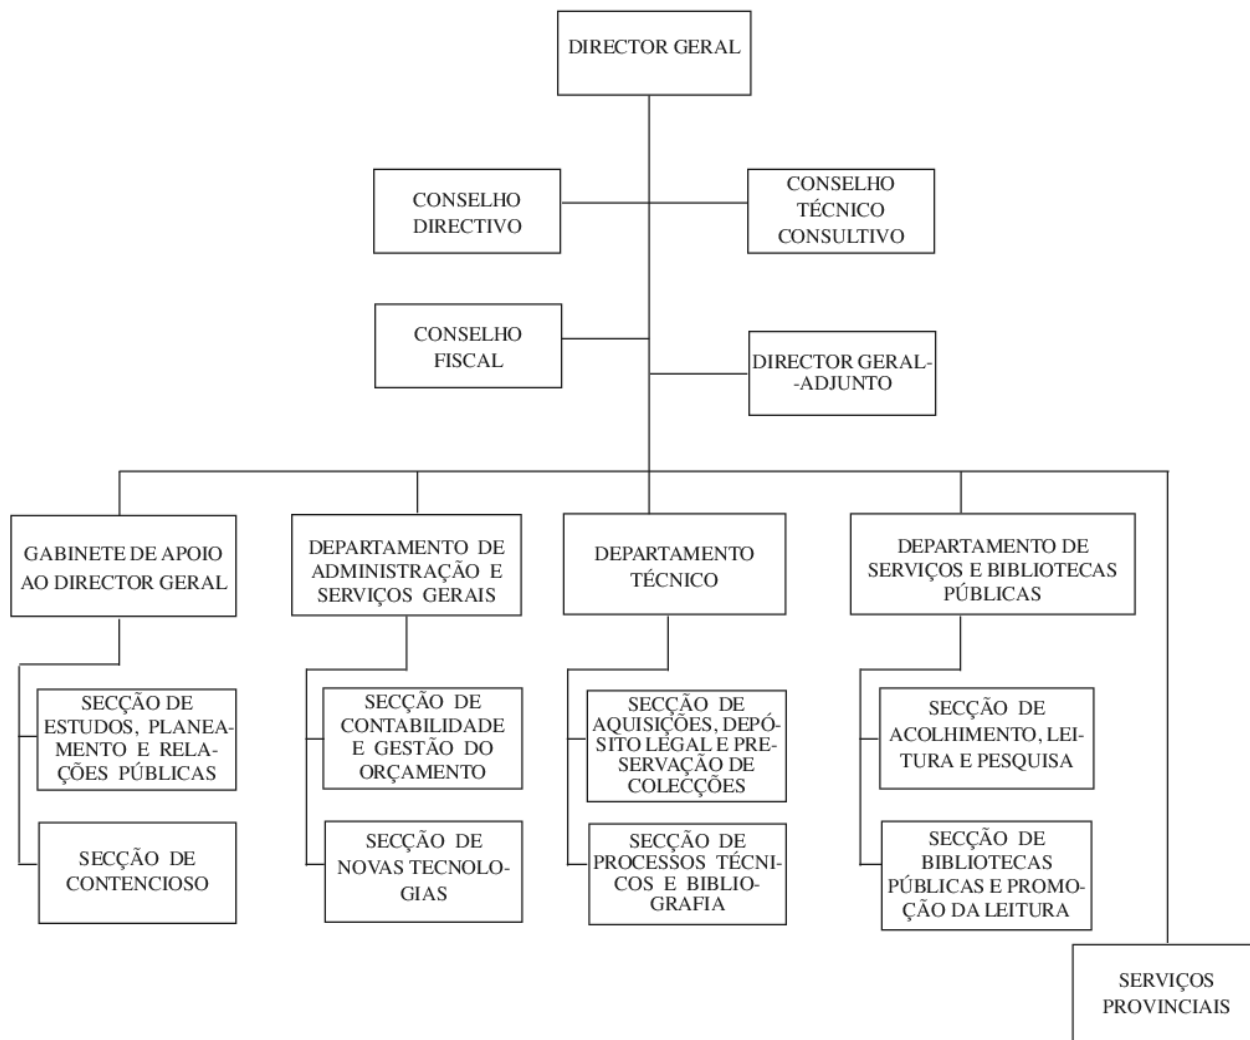 DIRECTOR GERAL
CONSELHO
DIRECTIVO
CONSELHO
TÉCNICO
CONSULTIVO
CONSELHO
FISCAL
DIRECTOR GERAL-
-ADJUNTO
GABINETE DE APOIO
AO DIRECTOR GERAL
DEPARTAMENTO DE
ADMINISTRAÇÃO E
SERVIÇOS GERAIS
DEPARTAMENTO
TÉCNICO
DEPARTAMENTO DE
SERVIÇOS E BIBLIOTECAS
PÚBLICAS
SECÇÃO DE
ESTUDOS, PLANEA-
MENTO E RELA-
ÇÕES PÚBLICAS
SECÇÃO DE
CONTABILIDADE
E GESTÃO DO
ORÇAMENTO
SECÇÃO DE
AQUISIÇÕES, DEPÓ-
SITO LEGAL E PRE-
SERVAÇÃO DE
COLECÇÕES
SECÇÃO DE
ACOLHIMENTO, LEI-
TURA E PESQUISA
SECÇÃO DE
CONTENCIOSO
SECÇÃO DE
NOVAS TECNOLO-
GIAS
SECÇÃO DE
PROCESSOS TÉCNI-
COS E BIBLIO-
GRAFIA
SECÇÃO DE
BIBLIOTECAS
PÚBLICAS E PROMO-
ÇÃO DA LEITURA
SERVIÇOS
PROVINCIAIS